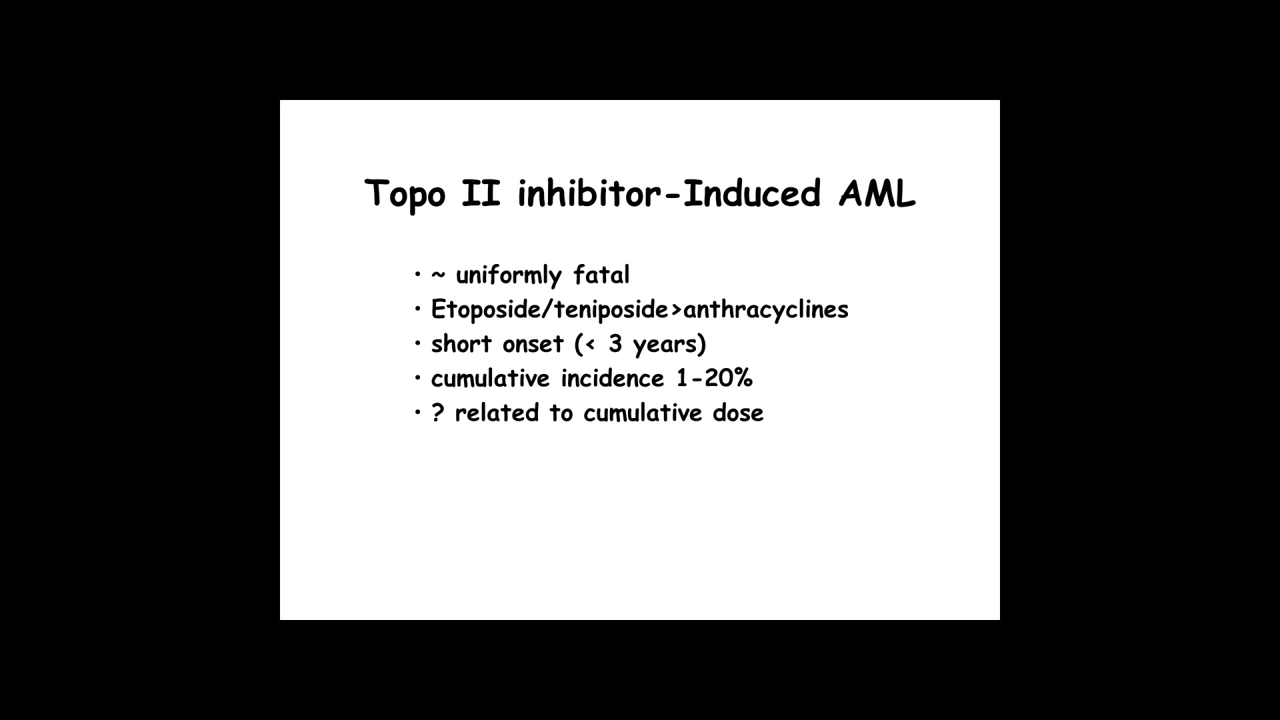 Topo II inhibitor-Induced AML
• ~ uniformly fatal
• Etoposide/teniposide>anthracyclines
• short onset (< 3 years)
• cumulative incidence 1-20%
• ? related to cumulative dose